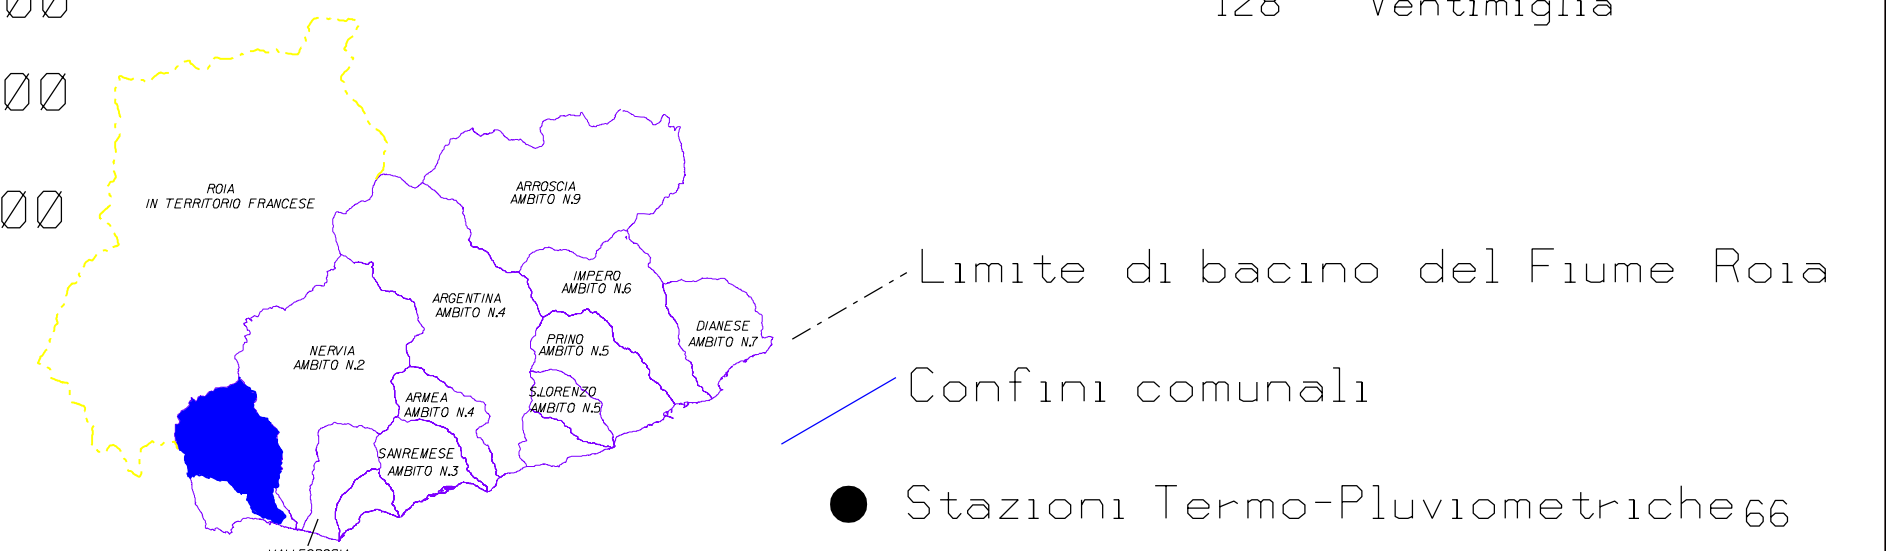 00
128 Ventimiglia
00
00
ROIA
IN TERRITORIO FRANCESE
ARROSCIA
AMBITO N.9
IMPERO
AMBITO N.6
ARGENTINA
AMBITO N.4
DIANESE
AMBITO N.7
PRINO
AMBITO N.5
NERVIA
AMBITO N.2
S.LORENZO
AMBITO N.5
ARMEA
AMBITO N.4
SANREMESE
AMBITO N.3
Limite di bacino del Fiume Roia
Confini comunali
Stazioni Termo-Pluviometriche 66